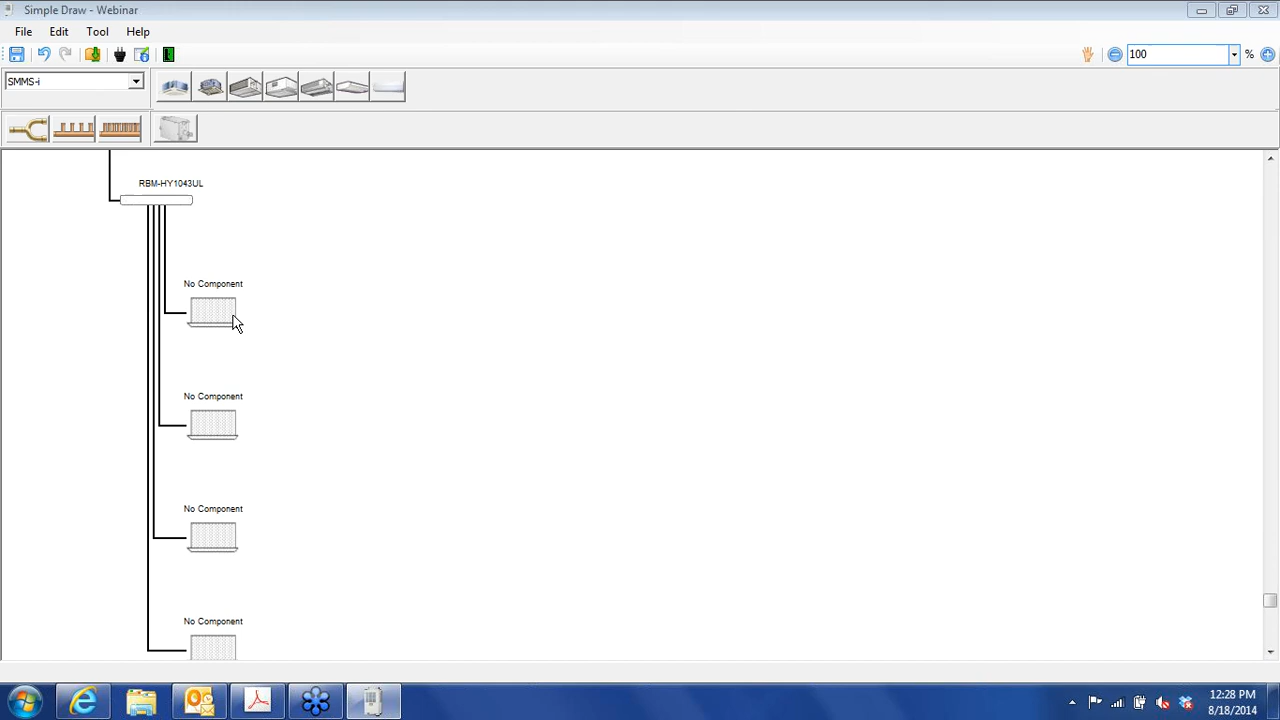 Simple Draw - Webinar
File Edit Tool Help
100 %
SMMS-i
RBM-HY1043UL
No Component
No Component
No Component
No Component
12:28 PM
8/18/2014